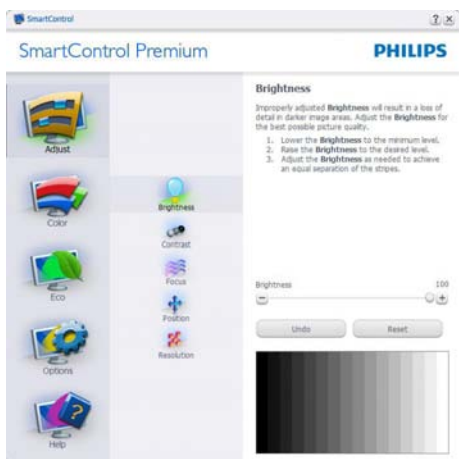 SmartControl
SmartControl Premium
PHILIPS
Adjust
Color
Eco
Options
Help
Brightness
Contrast
Focus
Position
Resolution
Brightness
Improperly adjusted Brightness will result in a loss of
detail in darker image areas. Adjust the Brightness for
the best possible picture quality.
1. Lower the Brightness to the minimum level.
2. Raise the Brightness to the desired level.
3. Adjust the Brightness as needed to achieve
an equal separation of the stripes.
Brightness 100
Undo Reset